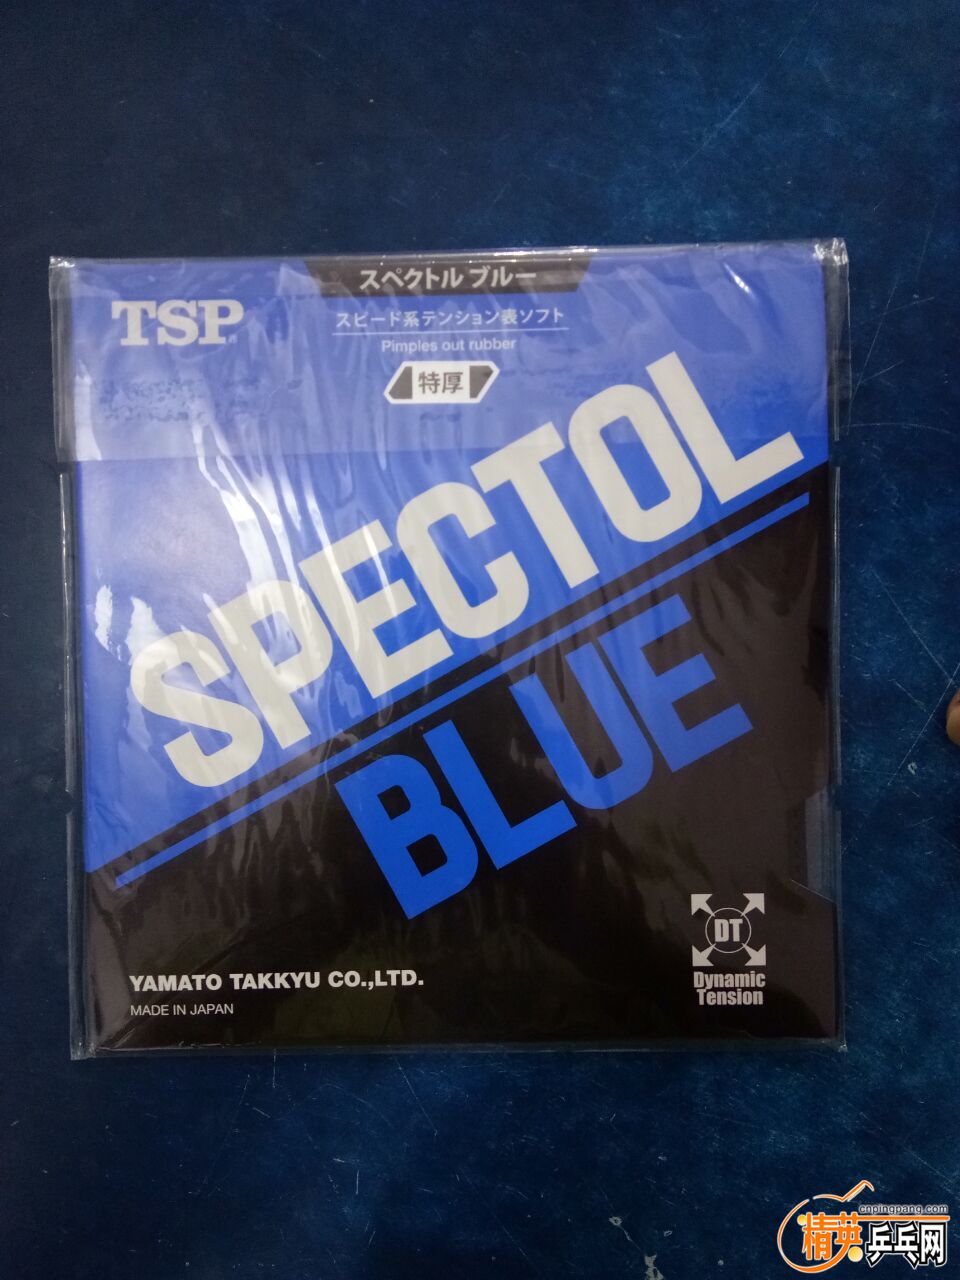 スペクトル ブルー
TSP
スピード系テンション表ソフト
Pimples out rubber
特厚
SPECTOL
BLUE
DT
Dynamic
Tension
YAMATO TAKKYU CO.,LTD.
MADE IN JAPAN
cnpingpang.com
精英乒乓网